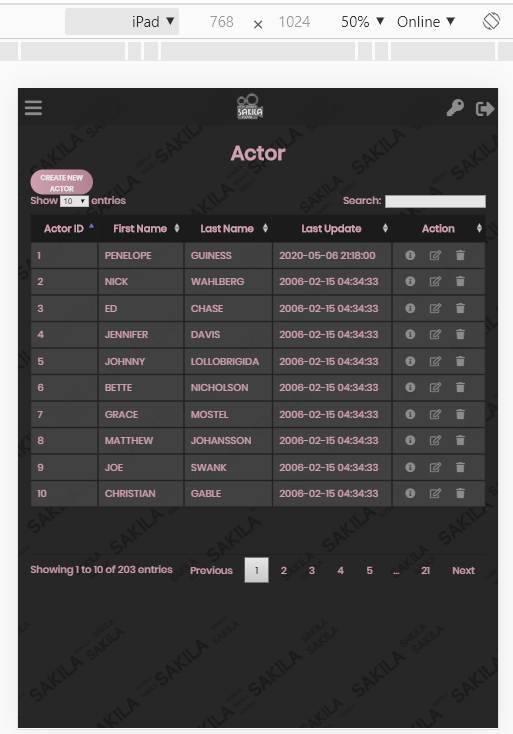 iPad ▼ 768 × 1024 50% ▼ Online ▼
SAKILA
Actor
CREATE NEW
ACTOR
Show 10 entries Search:
Actor ID First Name Last Name Last Update Action
1 PENELOPE GUINESS 2020-05-06 21:18:00
2 NICK WAHLBERG 2006-02-15 04:34:33
3 ED CHASE 2006-02-15 04:34:33
4 JENNIFER DAVIS 2006-02-15 04:34:33
5 JOHNNY LOLLOBRIGIDA 2006-02-15 04:34:33
6 BETTE NICHOLSON 2006-02-15 04:34:33
7 GRACE MOSTEL 2006-02-15 04:34:33
8 MATTHEW JOHANSSON 2006-02-15 04:34:33
9 JOE SWANK 2006-02-15 04:34:33
10 CHRISTIAN GABLE 2006-02-15 04:34:33
Showing 1 to 10 of 203 entries Previous 1 2 3 4 5 ... 21 Next
SAKILA SAKILA SAKILA SAKILA